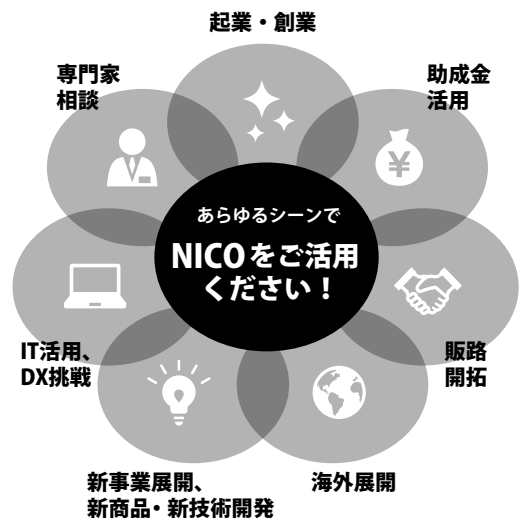 起業・創業
専門家
相談
助成金
活用
¥
あらゆるシーンで
NICOをご活用
ください！
IT活用、
DX挑戦
販路
開拓
新事業展開、
新商品・新技術開発
海外展開